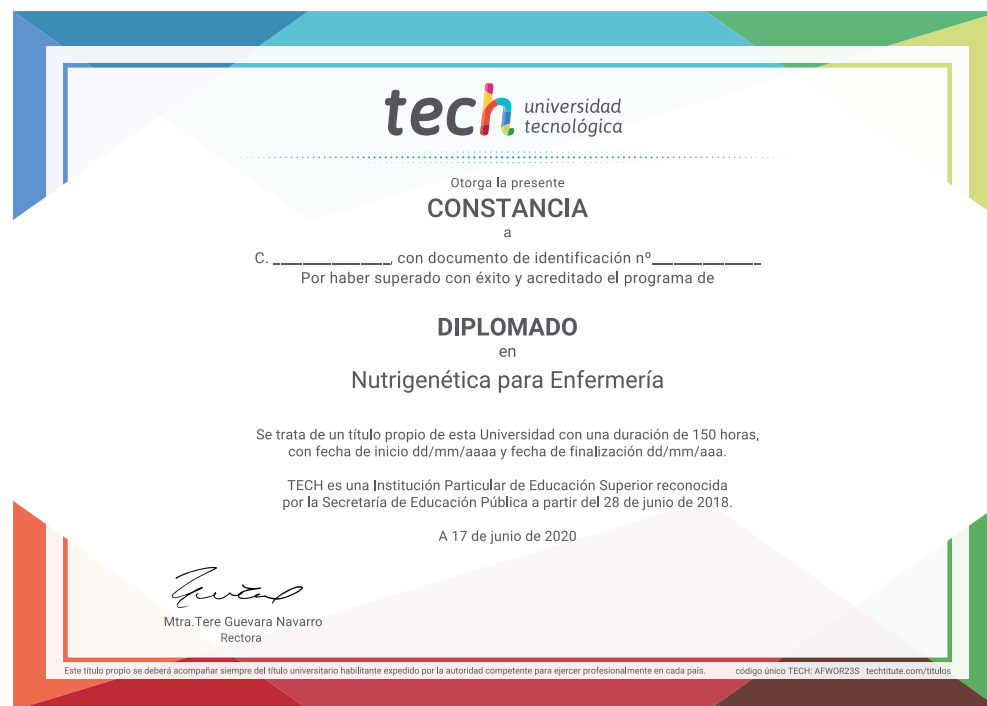 tech universidad
tecnológica
Otorga la presente
CONSTANCIA
a
C. _______________, con documento de identificación nº______________
Por haber superado con éxito y acreditado el programa de
DIPLOMADO
en
Nutrigenética para Enfermería
Se trata de un título propio de esta Universidad con una duración de 150 horas,
con fecha de inicio dd/mm/aaaa y fecha de finalización dd/mm/aaa.
TECH es una Institución Particular de Educación Superior reconocida
por la Secretaría de Educación Pública a partir del 28 de junio de 2018.
A 17 de junio de 2020
Mtra.Tere Guevara Navarro
Rectora
Este título propio se deberá acompañar siempre del título universitario habilitante expedido por la autoridad competente para ejercer profesionalmente en cada país. código único TECH: AFWOR23S techtitute.com/titulos